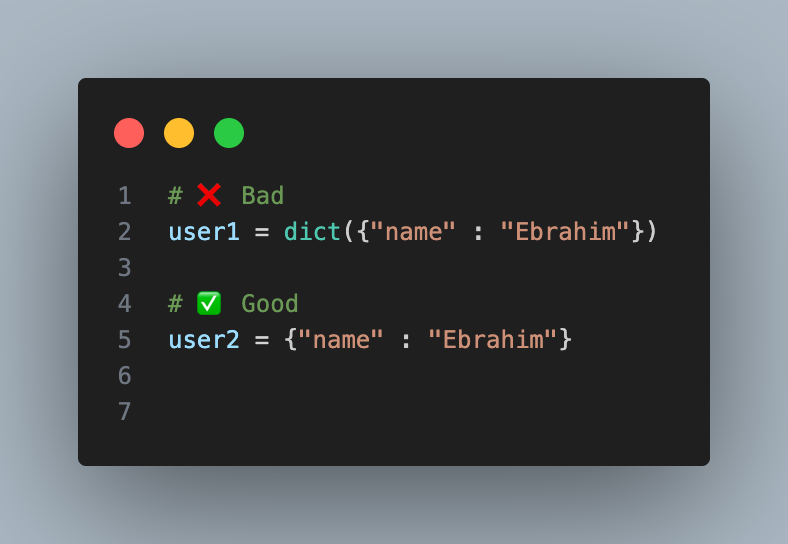 1 # ❌ Bad
2 user1 = dict({"name" : "Ebrahim"})
3
4 # ✅ Good
5 user2 = {"name" : "Ebrahim"}
6
7